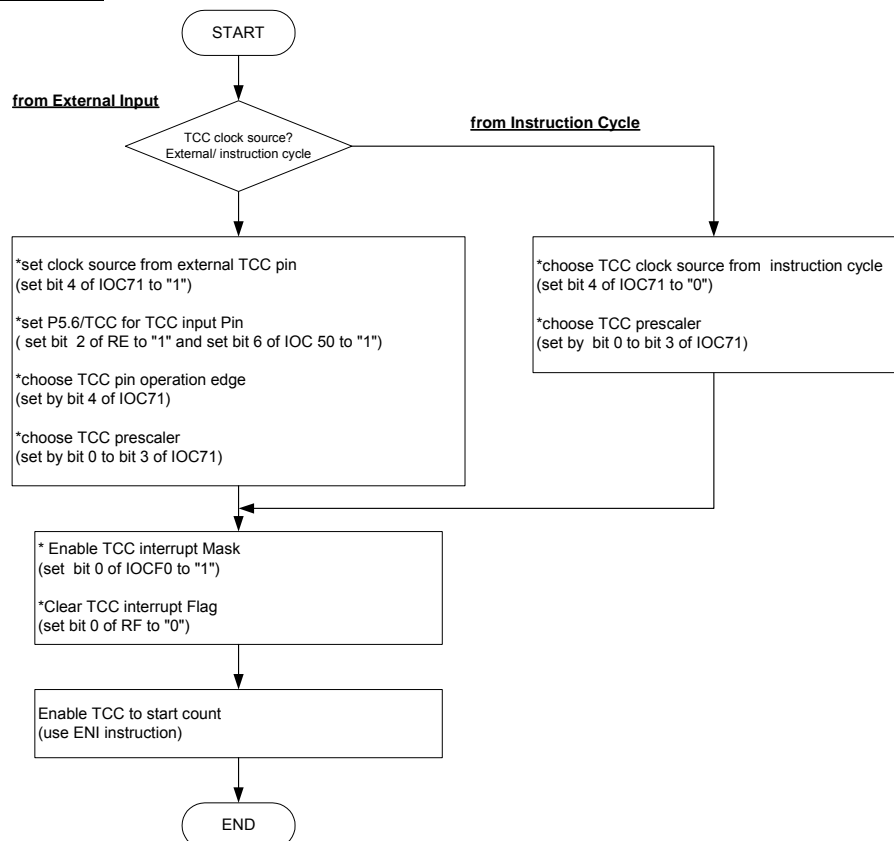 START
from External Input
from Instruction Cycle
TCC clock source?
External/ instruction cycle
*set clock source from external TCC pin
(set bit 4 of IOC71 to "1")
*set P5.6/TCC for TCC input Pin
( set bit  2 of RE to "1" and set bit 6 of IOC 50 to "1")
*choose TCC pin operation edge
(set by bit 4 of IOC71)
*choose TCC prescaler
(set by bit 0 to bit 3 of IOC71)
*choose TCC clock source from  instruction cycle
(set bit 4 of IOC71 to "0")
*choose TCC prescaler
(set by  bit 0 to bit 3 of IOC71)
* Enable TCC interrupt Mask
(set  bit 0 of IOCF0 to "1")
*Clear TCC interrupt Flag
(set bit 0 of RF to "0")
Enable TCC to start count
(use ENI instruction)
END